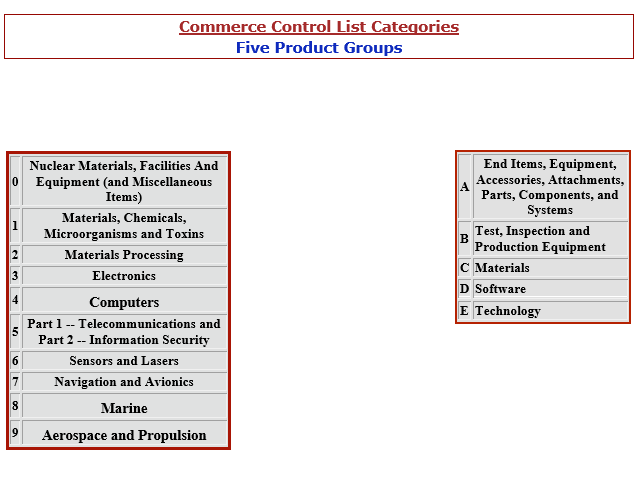 Commerce Control List Categories
Five Product Groups
0 Nuclear Materials, Facilities And
Equipment (and Miscellaneous
Items)
1 Materials, Chemicals,
Microorganisms and Toxins
2 Materials Processing
3 Electronics
4 Computers
5 Part 1 -- Telecommunications and
Part 2 -- Information Security
6 Sensors and Lasers
7 Navigation and Avionics
8 Marine
9 Aerospace and Propulsion
A End Items, Equipment,
Accessories, Attachments,
Parts, Components, and
Systems
B Test, Inspection and
Production Equipment
C Materials
D Software
E Technology